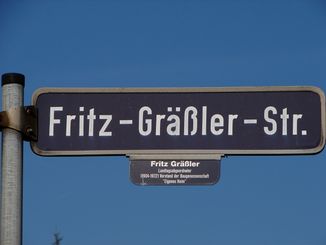 Fritz-Gräßler-Str.
Fritz Gräßler
Landtagsabgeordneter
Vorstand der Baugenossenschaft
"Eigenes Heim"